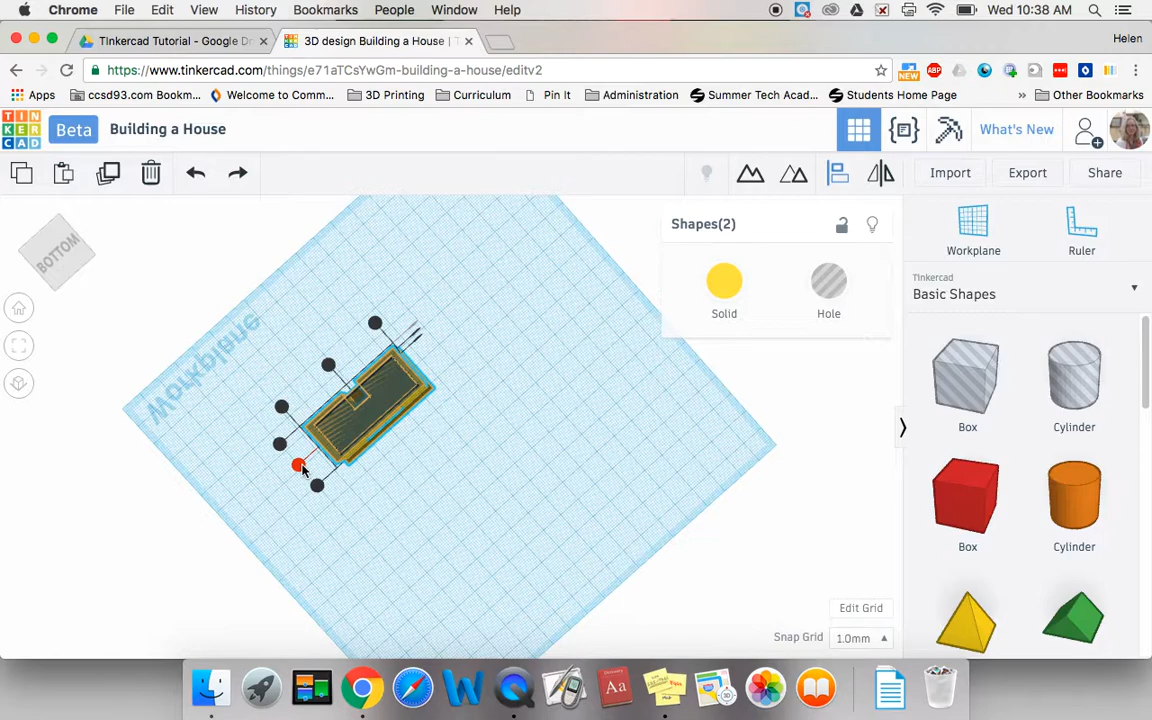 Chrome File Edit View History Bookmarks People Window Help Wed 10:38 AM
TInkercad Tutorial - Google Dr 3D design Building a House | T Helen
https://www.tinkercad.com/things/e71aTCsYwGm-building-a-house/editv2 NEW ABP
Apps ccsd93.com Bookm... Welcome to Comm... 3D Printing Curriculum Pin It Administration Summer Tech Acad... Students Home Page » Other Bookmarks
TIN
KER
CAD
Beta Building a House What's New
Import Export Share
BOTTOM
Shapes(2)
Solid Hole
Workplane Ruler
Tinkercad
Basic Shapes
Workplane
Box Cylinder
Box Cylinder
Edit Grid
Snap Grid 1.0mm
W Aa